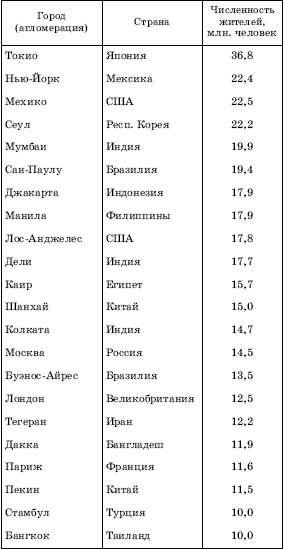 Город Страна Численность
(агломерация) жителей,
млн. человек
Токио Япония 36,8
Нью-Йорк Мексика 22,4
Мехико США 22,5
Сеул Респ. Корея 22,2
Мумбаи Индия 19,9
Сан-Паулу Бразилия 19,4
Джакарта Индонезия 17,9
Манила Филиппины 17,9
Лос-Анджелес США 17,8
Дели Индия 17,7
Каир Египет 15,7
Шанхай Китай 15,0
Колката Индия 14,7
Москва Россия 14,5
Буэнос-Айрес Бразилия 13,5
Лондон Великобритания 12,5
Тегеран Иран 12,2
Дакка Бангладеш 11,9
Париж Франция 11,6
Пекин Китай 11,5
Стамбул Турция 10,0
Бангкок Таиланд 10,0